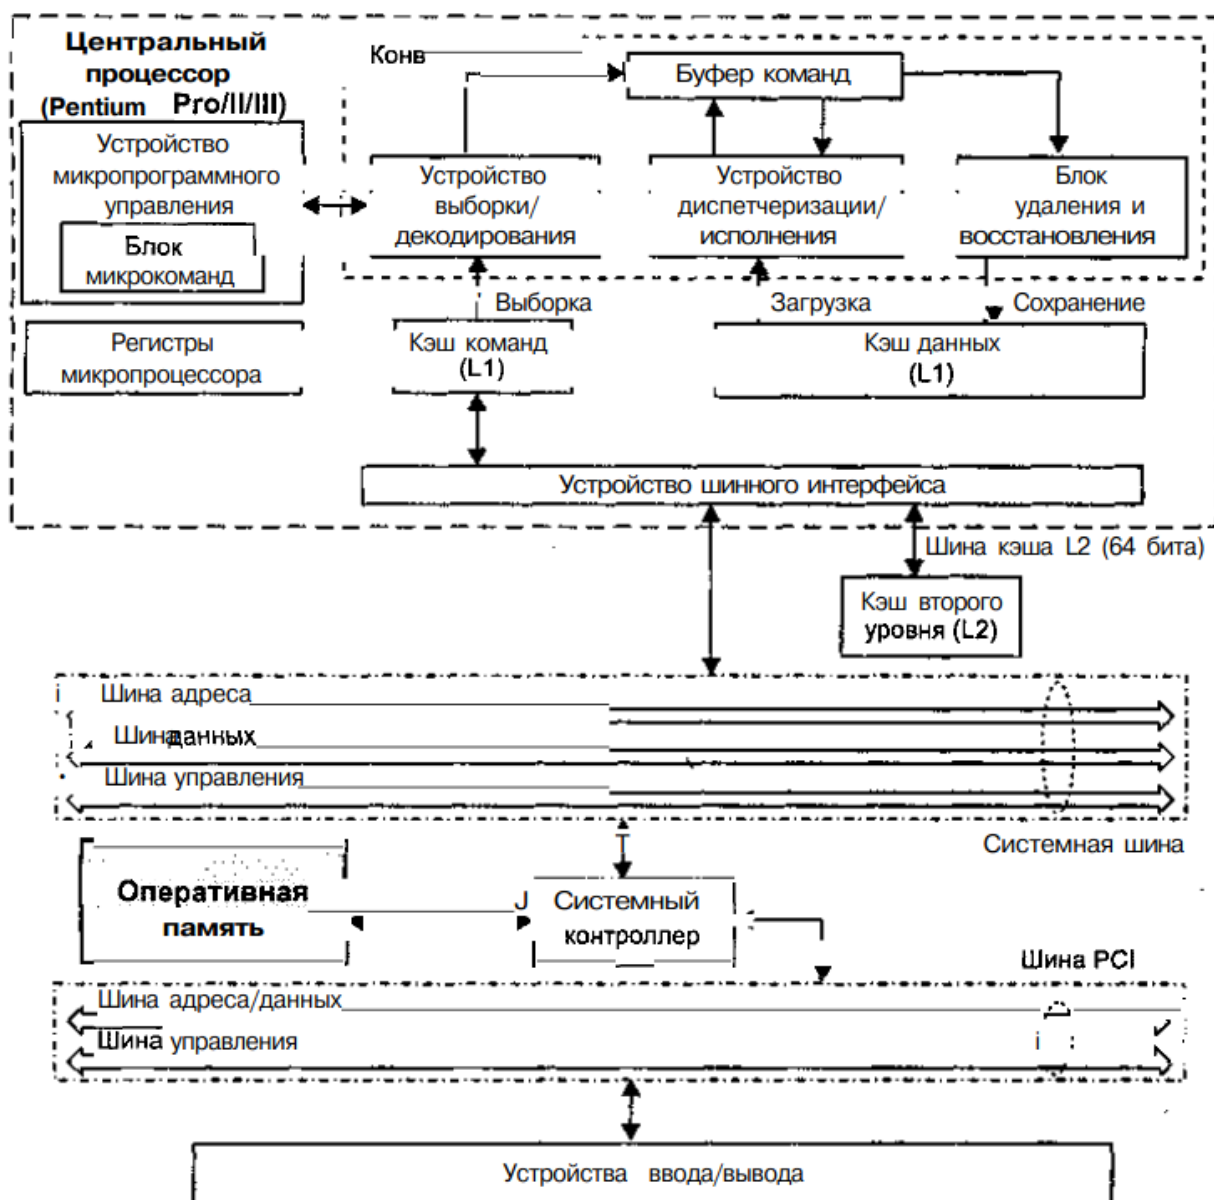 Центральный
процессор
(Pentium Pro/II/III)
Конв
Буфер команд
Устройство
микропрограммного
управления
Блок
микрокоманд
Устройство
выборки/
декодирования
Устройство
диспетчеризации/
исполнения
Блок
удаления и
восстановления
Выборка
Загрузка
Сохранение
Регистры
микропроцессора
Кэш команд
(L1)
Кэш данных
(L1)
Устройство шинного интерфейса
Шина кэша L2 (64 бита)
Кэш второго
уровня (L2)
Шина адреса
Шина данных
Шина управления
Системная шина
Оперативная
память
Системный
контроллер
Шина PCI
Шина адреса/данных
Шина управления
Устройства ввода/вывода